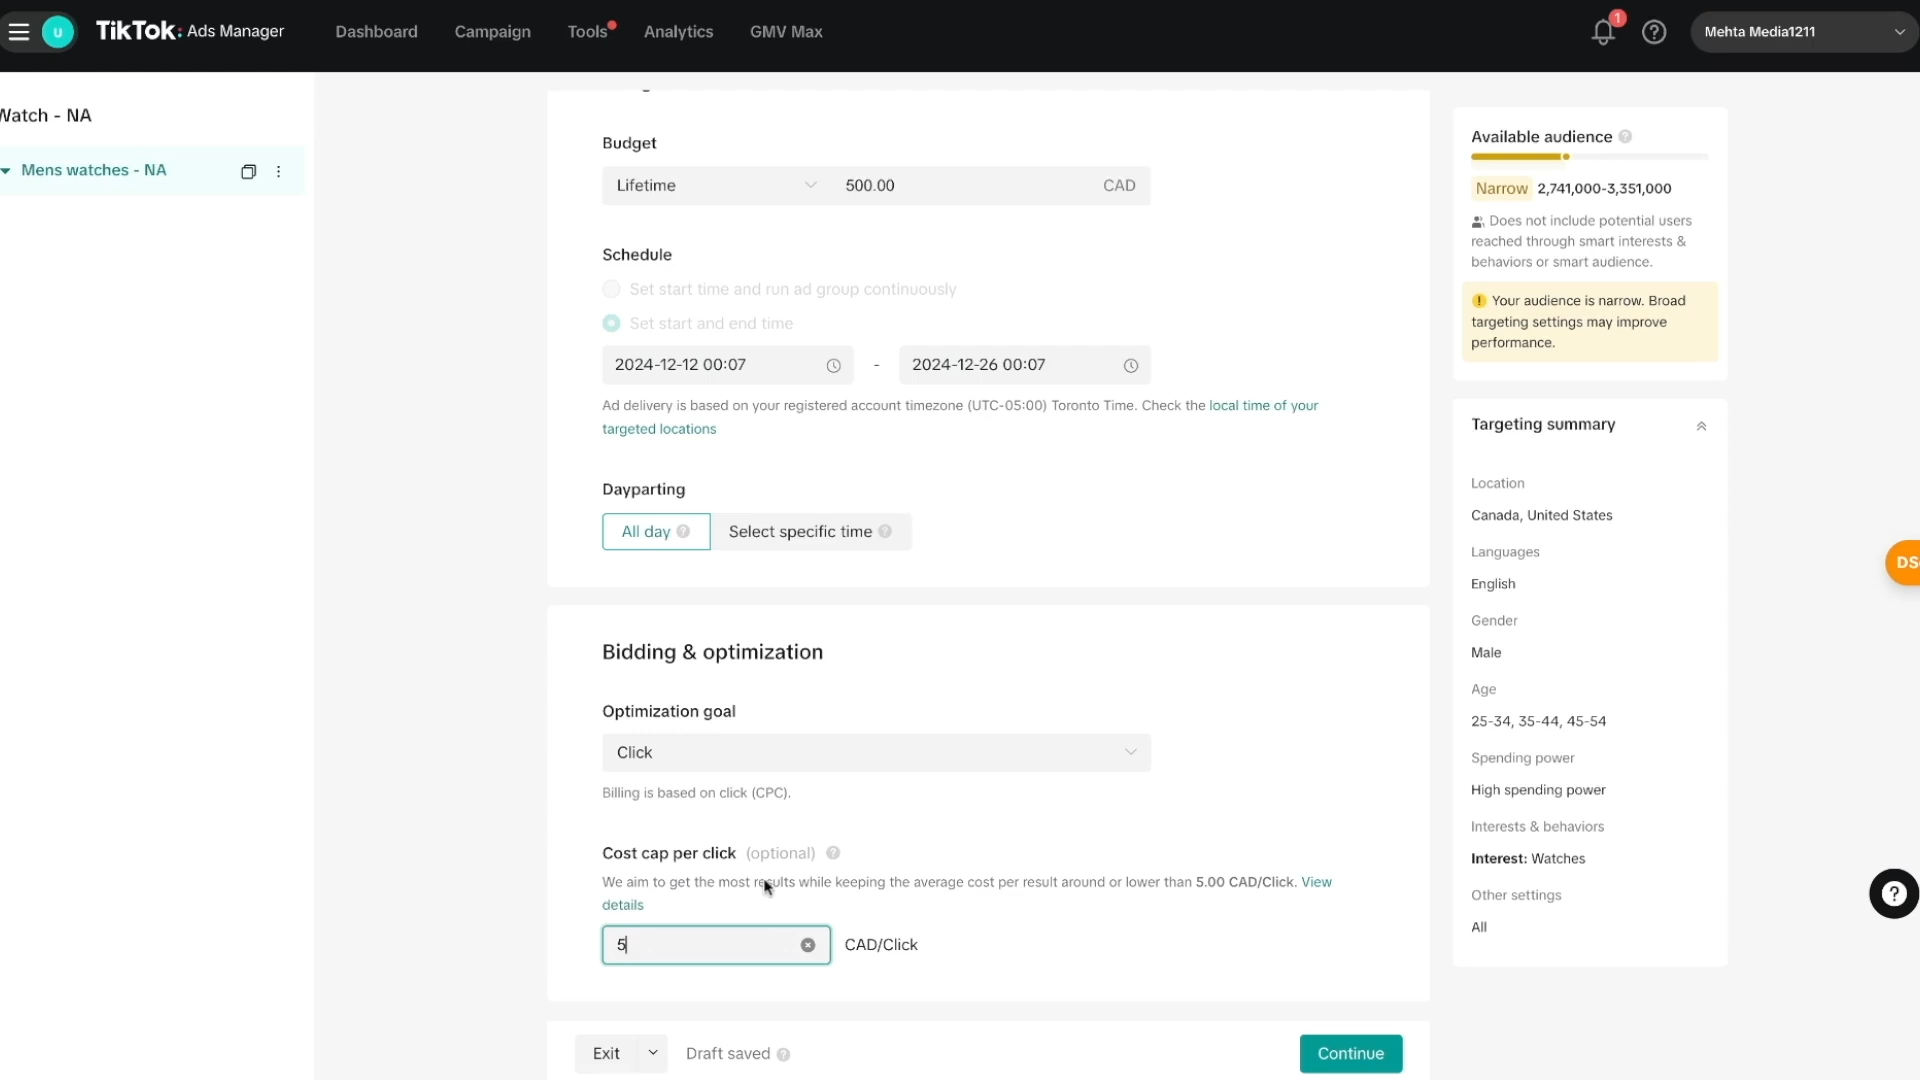 U
TikTok: Ads Manager
Dashboard
Campaign
Tools
Analytics
GMV Max
1
?
Mehta Media1211
Watch - NA
Mens watches - NA
Budget
Lifetime
500.00
CAD
Schedule
Set start time and run ad group continuously
Set start and end time
2024-12-12 00:07
-
2024-12-26 00:07
Ad delivery is based on your registered account timezone (UTC-05:00) Toronto Time. Check the local time of your
targeted locations
Dayparting
All day ?
Select specific time ?
Bidding & optimization
Optimization goal
Click
Billing is based on click (CPC).
Cost cap per click (optional) ?
We aim to get the most results while keeping the average cost per result around or lower than 5.00 CAD/Click. View
details
5
CAD/Click
Exit
Draft saved ?
Continue
Available audience ?
Narrow 2,741,000-3,351,000
Does not include potential users
reached through smart interests &
behaviors or smart audience.
! Your audience is narrow. Broad
targeting settings may improve
performance.
Targeting summary
Location
Canada, United States
Languages
English
Gender
Male
Age
25-34, 35-44, 45-54
Spending power
High spending power
Interests & behaviors
Interest: Watches
Other settings
All
DS
?